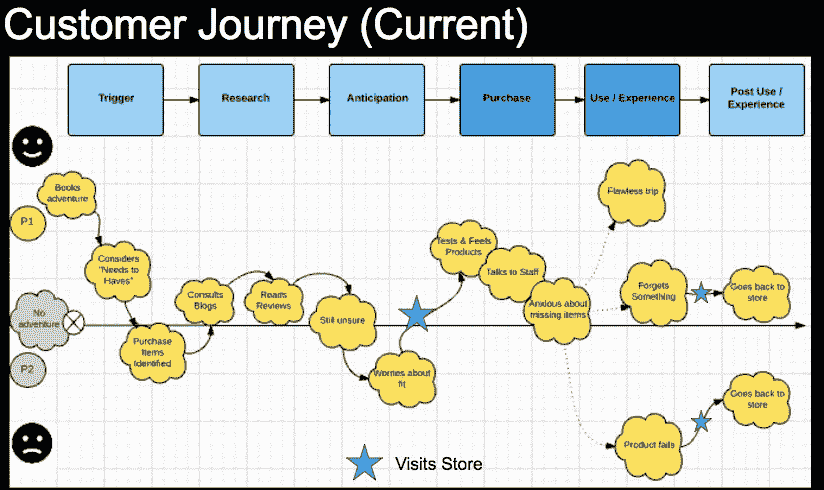 Customer Journey (Current)
Trigger
Research
Anticipation
Purchase
Use / Experience
Post Use /
Experience
Books
adventure
P1
Considers
"Needs to
Haves"
No
adventure
P2
Purchase
Items
Identified
Consults
Blogs
Reads
Reviews
Still unsure
Worries about
fit
Tests & Feels
Products
Talks to Staff
Anxious about
missing items
Flawless trip
Forgets
Something
Goes back to
store
Product fails
Goes back to
store
Visits Store